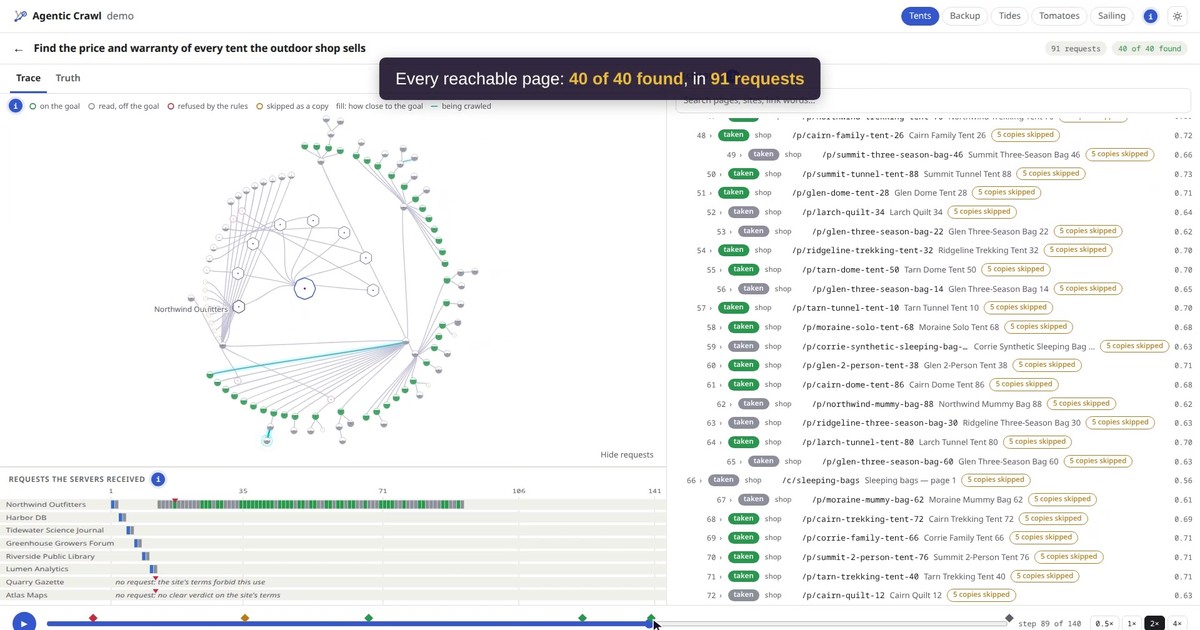 Agentic Crawl demo
Tents Backup Tides Tomatoes Sailing i
← Find the price and warranty of every tent the outdoor shop sells
91 requests 40 of 40 found
Every reachable page: 40 of 40 found, in 91 requests
Trace Truth
i on the goal read, off the goal refused by the rules skipped as a copy fill: how close to the goal being crawled
Search pages, sites, link words...
48 › taken shop /p/cairn-family-tent-26 Cairn Family Tent 26 5 copies skipped 0.72
49 › taken shop /p/summit-three-season-bag-46 Summit Three-Season Bag 46 5 copies skipped 0.66
50 › taken shop /p/summit-tunnel-tent-88 Summit Tunnel Tent 88 5 copies skipped 0.73
51 › taken shop /p/glen-dome-tent-28 Glen Dome Tent 28 5 copies skipped 0.71
52 › taken shop /p/larch-quilt-34 Larch Quilt 34 5 copies skipped 0.64
53 › taken shop /p/glen-three-season-bag-22 Glen Three-Season Bag 22 5 copies skipped 0.62
54 › taken shop /p/ridgeline-trekking-tent-32 Ridgeline Trekking Tent 32 5 copies skipped 0.70
55 › taken shop /p/tarn-dome-tent-50 Tarn Dome Tent 50 5 copies skipped 0.70
56 › taken shop /p/glen-three-season-bag-14 Glen Three-Season Bag 14 5 copies skipped 0.65
57 › taken shop /p/tarn-tunnel-tent-10 Tarn Tunnel Tent 10 5 copies skipped 0.70
58 › taken shop /p/moraine-solo-tent-68 Moraine Solo Tent 68 5 copies skipped 0.68
59 › taken shop /p/corrie-synthetic-sleeping-bag-… Corrie Synthetic Sleeping Bag ... 5 copies skipped 0.63
60 › taken shop /p/glen-2-person-tent-38 Glen 2-Person Tent 38 5 copies skipped 0.71
61 › taken shop /p/cairn-dome-tent-86 Cairn Dome Tent 86 5 copies skipped 0.68
62 › taken shop /p/northwind-mummy-bag-88 Northwind Mummy Bag 88 5 copies skipped 0.62
63 › taken shop /p/ridgeline-three-season-bag-30 Ridgeline Three-Season Bag 30 5 copies skipped 0.63
64 › taken shop /p/larch-tunnel-tent-80 Larch Tunnel Tent 80 5 copies skipped 0.70
65 › taken shop /p/glen-three-season-bag-60 Glen Three-Season Bag 60 5 copies skipped 0.63
66 › taken shop /c/sleeping-bags Sleeping bags — page 1 5 copies skipped 0.56
67 › taken shop /p/moraine-mummy-bag-62 Moraine Mummy Bag 62 5 copies skipped 0.61
68 › taken shop /p/cairn-trekking-tent-72 Cairn Trekking Tent 72 5 copies skipped 0.69
69 › taken shop /p/corrie-family-tent-66 Corrie Family Tent 66 5 copies skipped 0.71
70 › taken shop /p/summit-2-person-tent-76 Summit 2-Person Tent 76 5 copies skipped 0.71
71 › taken shop /p/tarn-trekking-tent-40 Tarn Trekking Tent 40 5 copies skipped 0.71
72 › taken shop /p/cairn-quilt-12 Cairn Quilt 12 5 copies skipped 0.63
Northwind Outfitters
Hide requests
REQUESTS THE SERVERS RECEIVED i
1 35 71 106 141
Northwind Outfitters
Harbor DB
Tidewater Science Journal
Greenhouse Growers Forum
Riverside Public Library
Lumen Analytics
Quarry Gazette no request: the site's terms forbid this use
Atlas Maps no request: no clear verdict on the site's terms
step 89 of 140 0.5× 1× 2× 4×